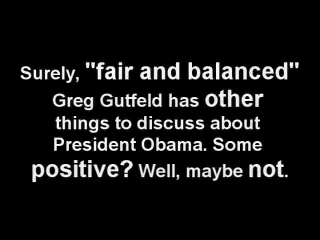 Surely, "fair and balanced"
Greg Gutfeld has other
things to discuss about
President Obama. Some
positive? Well, maybe not.